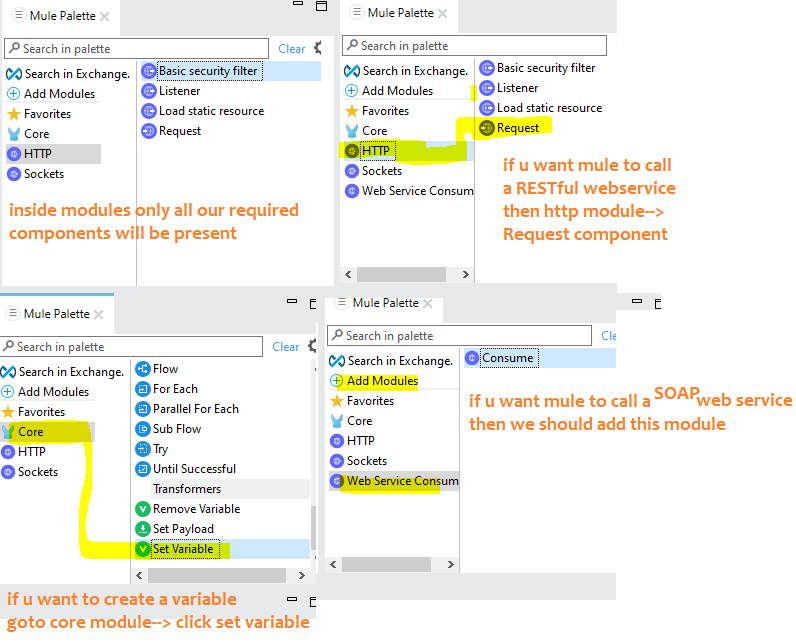 Mule Palette
Search in palette
Clear
Search in Exchange.
Add Modules
Favorites
Core
HTTP
Sockets
Basic security filter
Listener
Load static resource
Request
inside modules only all our required
components will be present
Mule Palette
Search in palette
Search in Exchange.
Add Modules
Favorites
Core
HTTP
Sockets
Web Service Consum
Basic security filter
Listener
Load static resource
Request
if u want mule to call
a RESTful webservice
then http module-->
Request component
Mule Palette
Search in palette
Clear
Search in Exchange.
Add Modules
Favorites
Core
HTTP
Sockets
Flow
For Each
Parallel For Each
Sub Flow
Try
Until Successful
Transformers
Remove Variable
Set Payload
Set Variable
if u want to create a variable
goto core module--> click set variable
Mule Palette
Search in palette
Cle
Search in Exchange.
Add Modules
Favorites
Core
HTTP
Sockets
Web Service Consum
Consume
if u want mule to call a SOAP web service
then we should add this module